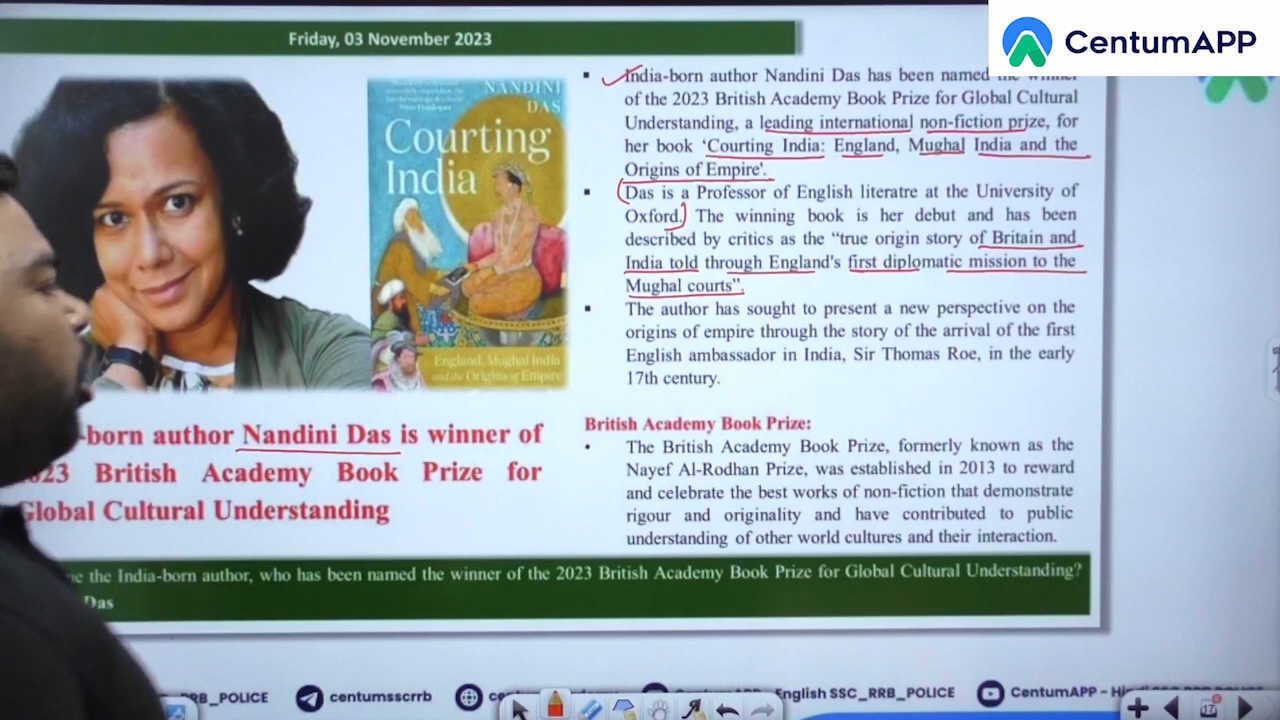 CentumAPP
Friday, 03 November 2023
NANDINI
DAS
Courting
India
England, Mughal India
and the Origins of Empire
-born author Nandini Das is winner of
2023 British Academy Book Prize for
Global Cultural Understanding
India-born author Nandini Das has been named the winner
of the 2023 British Academy Book Prize for Global Cultural
Understanding, a leading international non-fiction prize, for
her book ‘Courting India: England, Mughal India and the
Origins of Empire'.
Das is a Professor of English literatre at the University of
Oxford. The winning book is her debut and has been
described by critics as the “true origin story of Britain and
India told through England's first diplomatic mission to the
Mughal courts”.
The author has sought to present a new perspective on the
origins of empire through the story of the arrival of the first
English ambassador in India, Sir Thomas Roe, in the early
17th century.
British Academy Book Prize:
The British Academy Book Prize, formerly known as the
Nayef Al-Rodhan Prize, was established in 2013 to reward
and celebrate the best works of non-fiction that demonstrate
rigour and originality and have contributed to public
understanding of other world cultures and their interaction.
the India-born author, who has been named the winner of the 2023 British Academy Book Prize for Global Cultural Understanding?
Das
RRB_POLICE
centumsscrrb
English SSC_RRB_POLICE
CentumAPP -
17